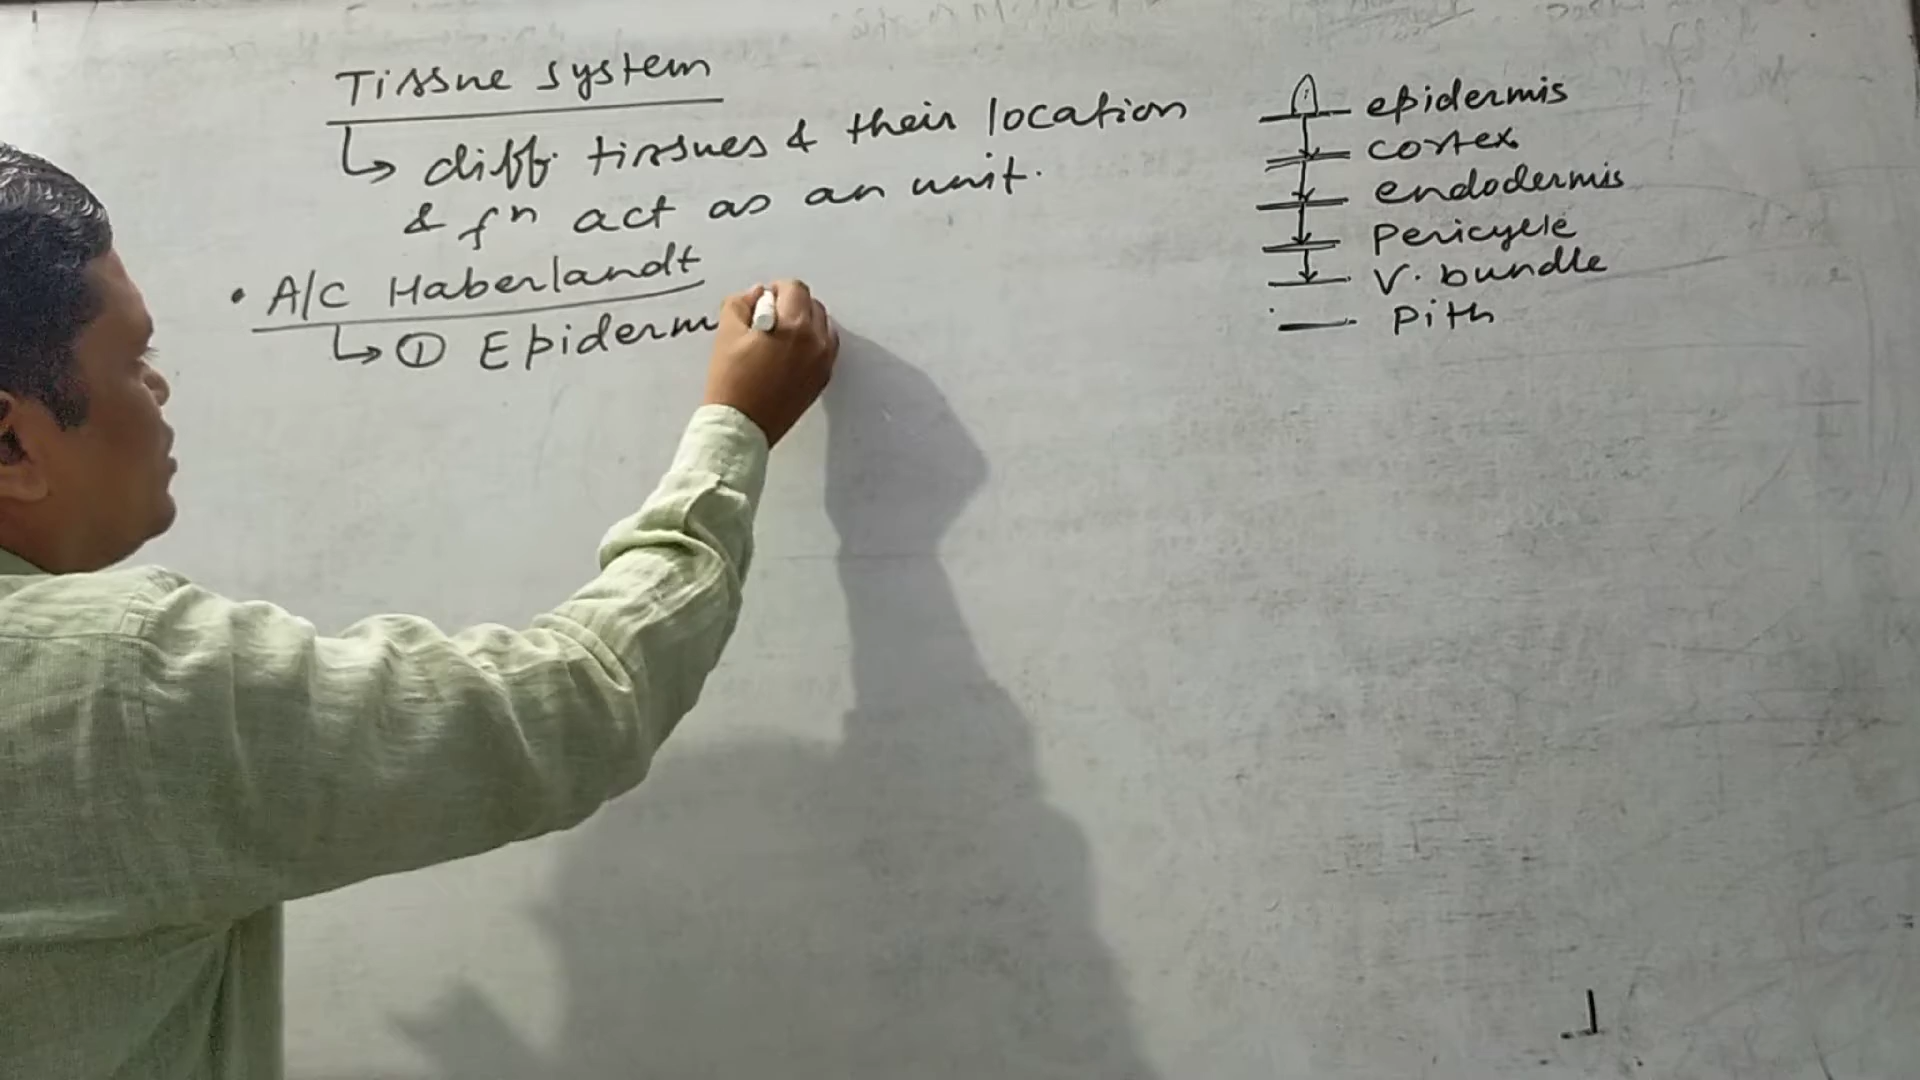 Tissue system
↳ diff. tissues & their location
& fⁿ act as an unit.
• A/C Haberlandt
↳ ① Epiderm
epidermis
cortex
endodermis
Pericycle
V. bundle
Pith